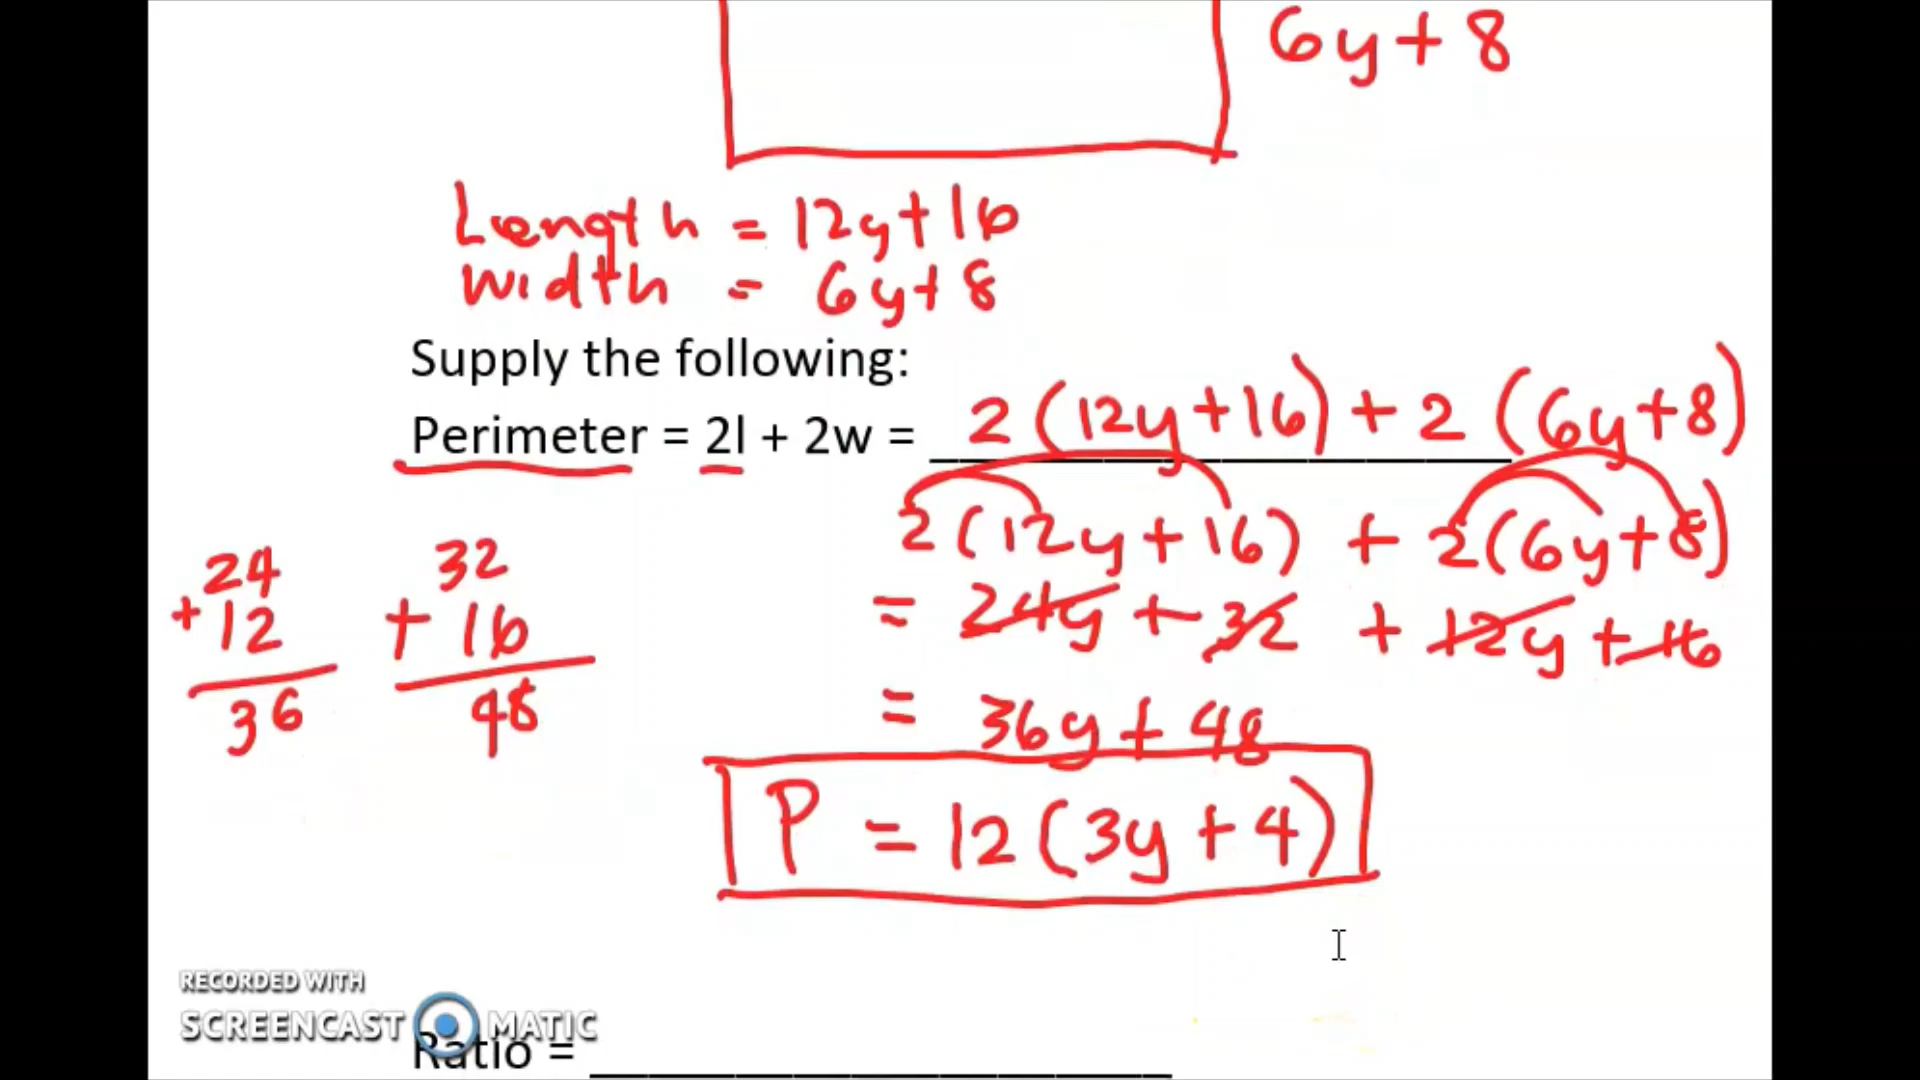 6y + 8
Length = 12y + 16
Width = 6y + 8
Supply the following:
Perimeter = 2l + 2w = 2 (12y + 16) + 2 (6y + 8)
2 (12y + 16) + 2(6y + 8)
= 24y + 32 + 12y + 16
= 36y + 48
P = 12 (3y + 4)
24
+ 12
36
32
+ 16
48
RECORDED WITH
SCREENCAST MATIC
Ratio =